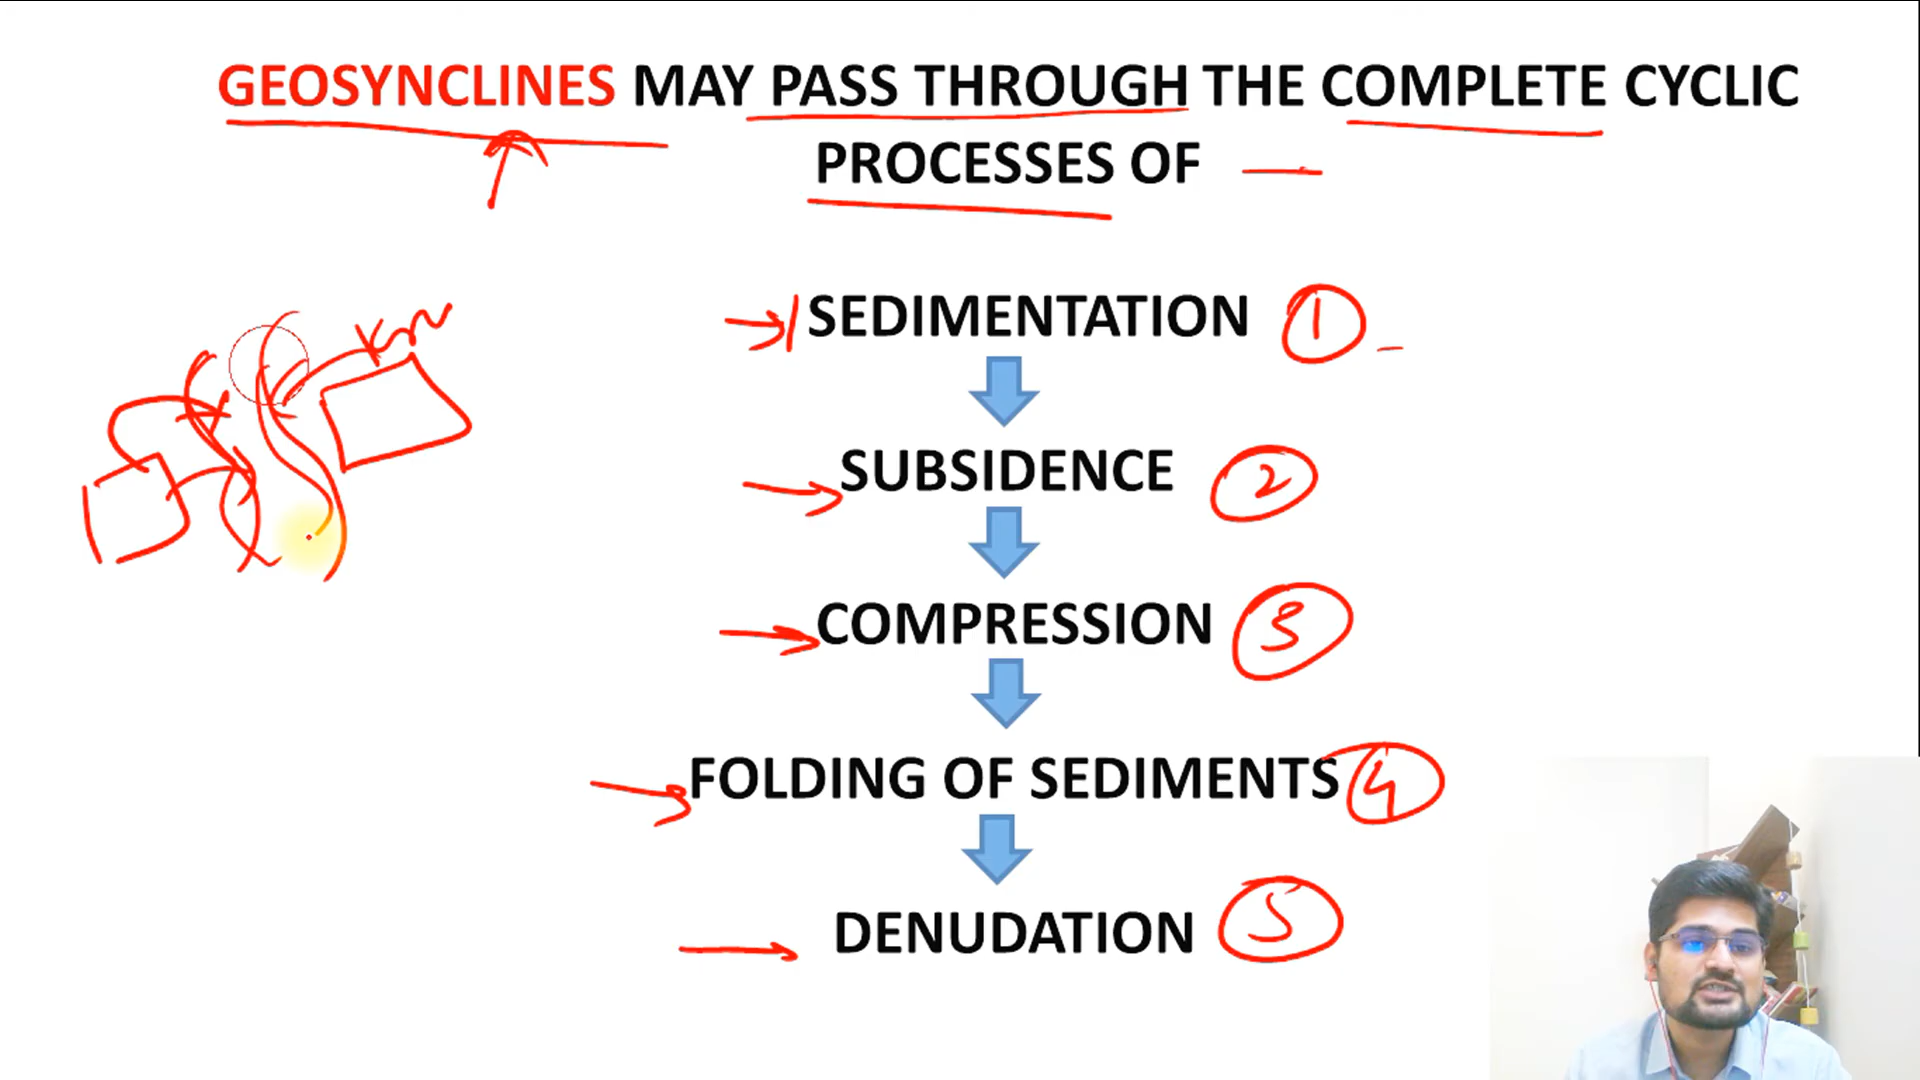 GEOSYNCLINES MAY PASS THROUGH THE COMPLETE CYCLIC
PROCESSES OF
SEDIMENTATION 1
SUBSIDENCE 2
COMPRESSION 3
FOLDING OF SEDIMENTS 4
DENUDATION 5